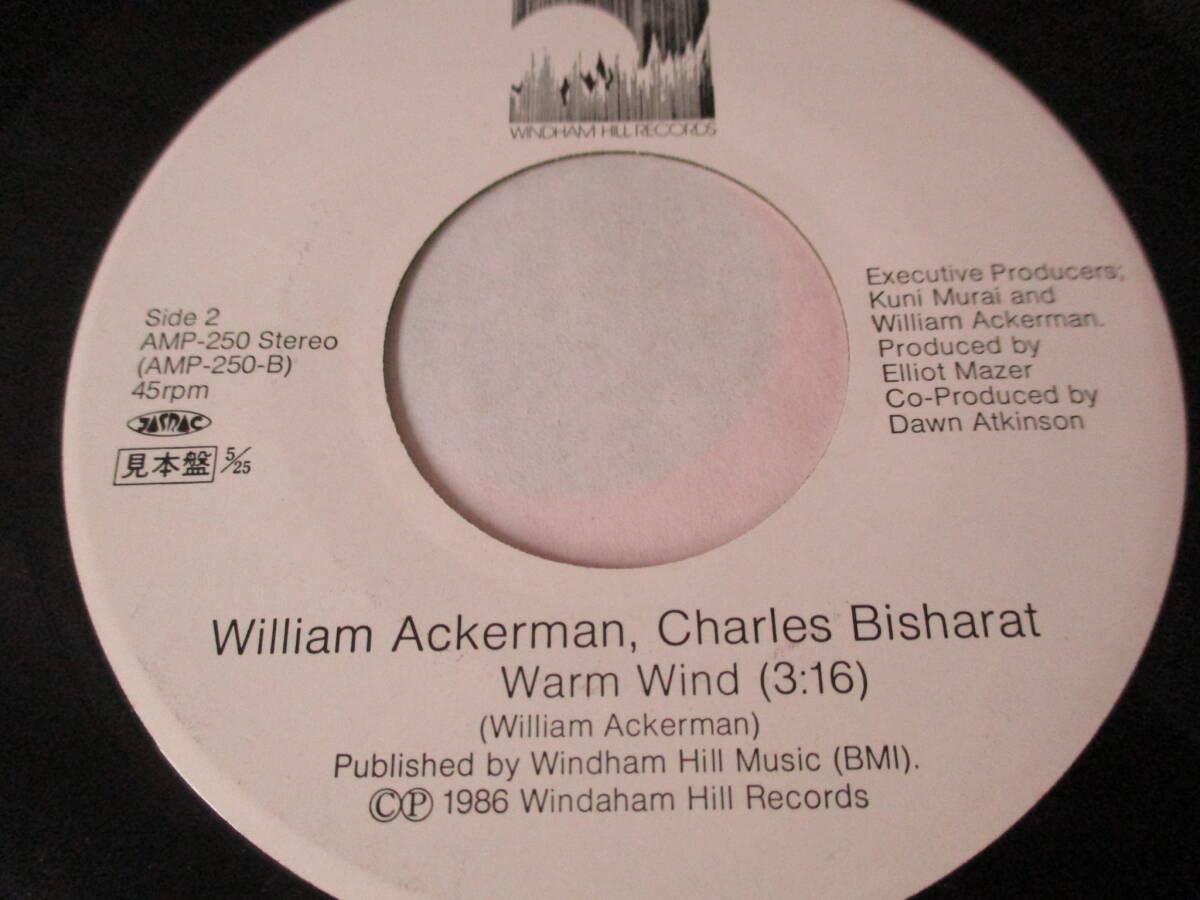 WINDHAM HILL RECORDS
Side 2
AMP-250 Stereo
(AMP-250-B)
45rpm
JASRAC
見本盤 5/25
Executive Producers;
Kuni Murai and
William Ackerman.
Produced by
Elliot Mazer
Co-Produced by
Dawn Atkinson
William Ackerman, Charles Bisharat
Warm Wind (3:16)
(William Ackerman)
Published by Windham Hill Music (BMI).
©℗ 1986 Windaham Hill Records